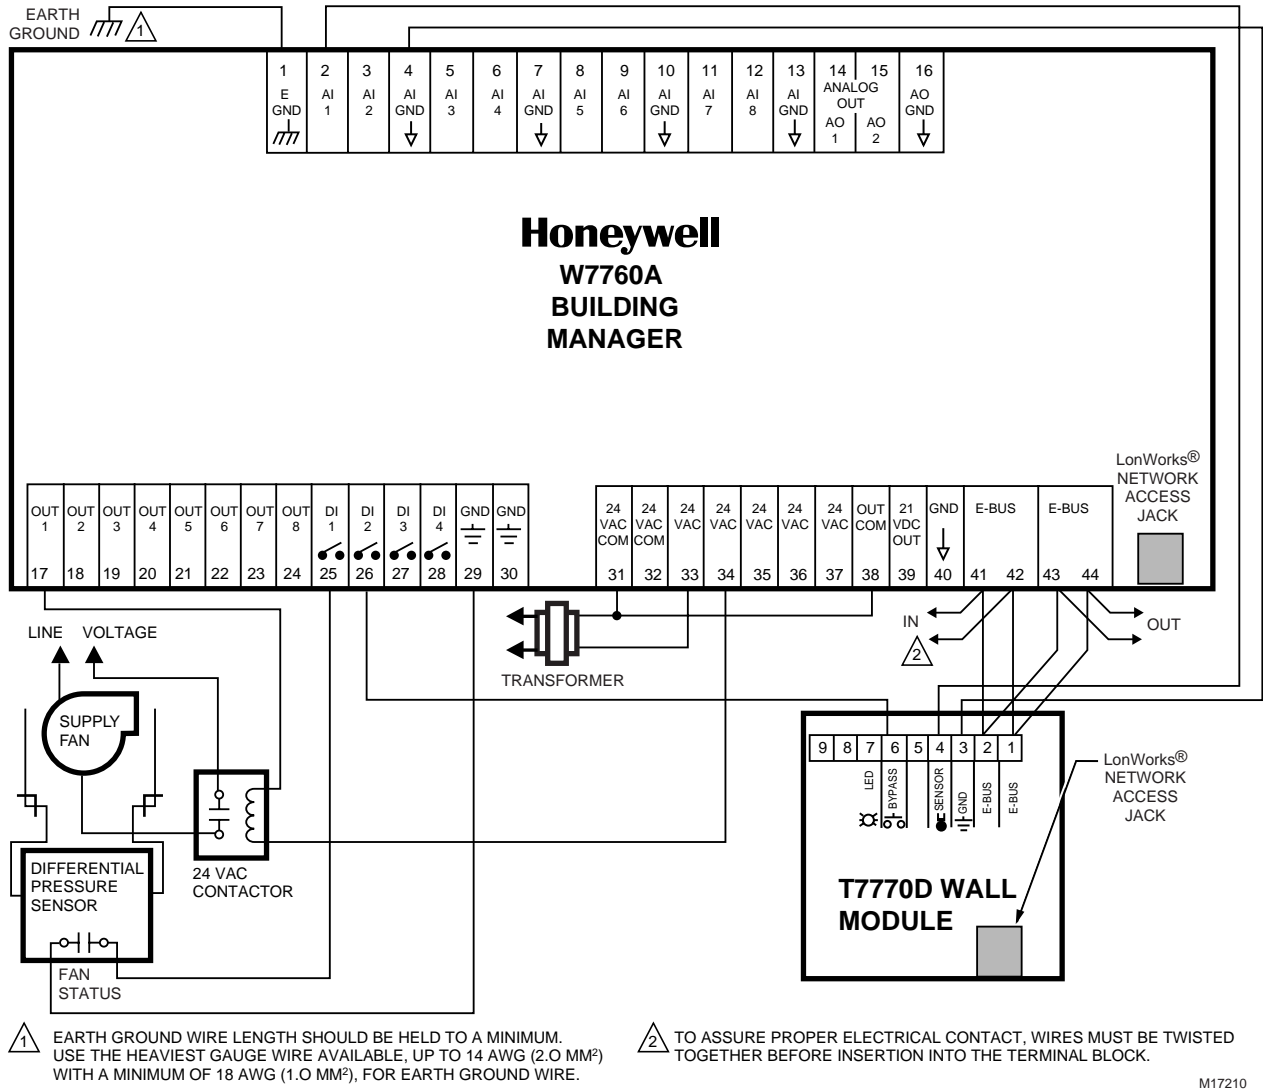 EARTH
GROUND
1
1 2 3 4 5 6 7 8 9 10 11 12 13 14 15 16
E GND
AI 1
AI 2
AI GND
AI 3
AI 4
AI GND
AI 5
AI 6
AI GND
AI 7
AI 8
AI GND
ANALOG OUT
AO 1
AO 2
AO GND
Honeywell
W7760A
BUILDING
MANAGER
LonWorks®
NETWORK
ACCESS
JACK
OUT 1
OUT 2
OUT 3
OUT 4
OUT 5
OUT 6
OUT 7
OUT 8
DI 1
DI 2
DI 3
DI 4
GND
GND
17 18 19 20 21 22 23 24 25 26 27 28 29 30
24 VAC COM
24 VAC COM
24 VAC
24 VAC
24 VAC
24 VAC
24 VAC
OUT COM
21 VDC OUT
GND
E-BUS
E-BUS
31 32 33 34 35 36 37 38 39 40 41 42 43 44
LINE VOLTAGE
IN
2
OUT
TRANSFORMER
SUPPLY
FAN
9 8 7 6 5 4 3 2 1
LED
BYPASS
SENSOR
GND
E-BUS
E-BUS
LonWorks®
NETWORK
ACCESS
JACK
24 VAC
CONTACTOR
DIFFERENTIAL
PRESSURE
SENSOR
T7770D WALL
MODULE
FAN
STATUS
1
EARTH GROUND WIRE LENGTH SHOULD BE HELD TO A MINIMUM.
USE THE HEAVIEST GAUGE WIRE AVAILABLE, UP TO 14 AWG (2.O MM²)
WITH A MINIMUM OF 18 AWG (1.O MM²), FOR EARTH GROUND WIRE.
2
TO ASSURE PROPER ELECTRICAL CONTACT, WIRES MUST BE TWISTED
TOGETHER BEFORE INSERTION INTO THE TERMINAL BLOCK.
M17210